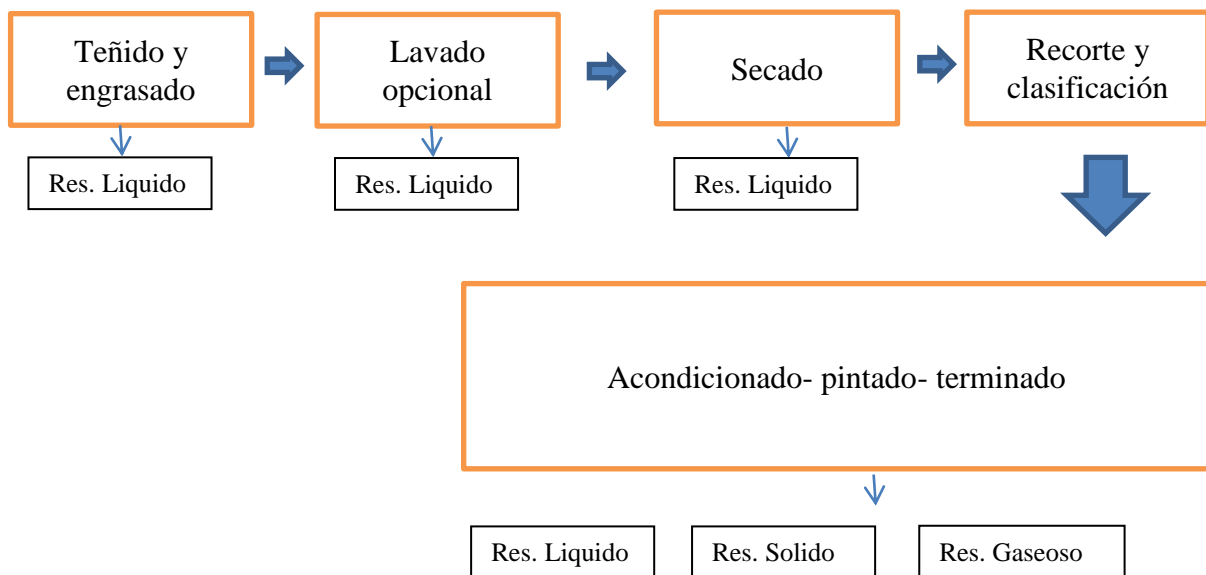 Teñido y
engrasado
Lavado
opcional
Secado
Recorte y
clasificación
Res. Liquido
Res. Liquido
Res. Liquido
Acondicionado- pintado- terminado
Res. Liquido
Res. Solido
Res. Gaseoso